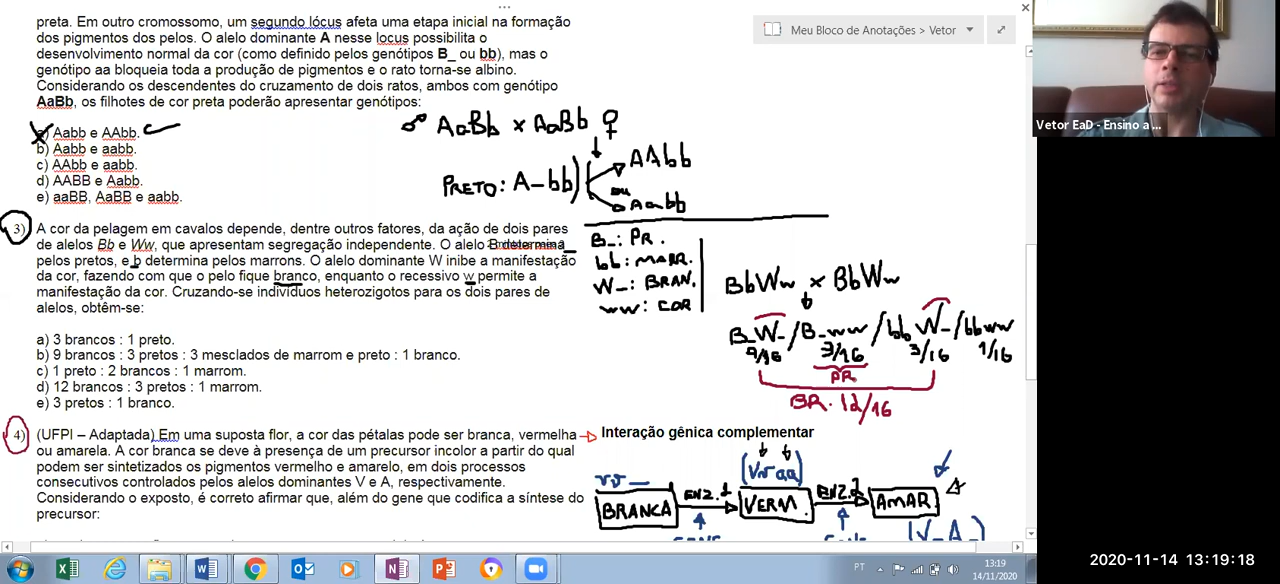 preta. Em outro cromossomo, um segundo lócus afeta uma etapa inicial na formação
dos pigmentos dos pelos. O alelo dominante A nesse locus possibilita o
desenvolvimento normal da cor (como definido pelos genótipos B_ ou bb), mas o
genótipo aa bloqueia toda a produção de pigmentos e o rato torna-se albino.
Considerando os descendentes do cruzamento de dois ratos, ambos com genótipo
AaBb, os filhotes de cor preta poderão apresentar genótipos:
a) Aabb e AAbb.
b) Aabb e aabb.
c) AAbb e aabb.
d) AABB e Aabb.
e) aaBB, AaBB e aabb.
♂ AaBb x AaBb ♀
PRETO: A_bb
AAbb
ou
Aabb
3) A cor da pelagem em cavalos depende, dentre outros fatores, da ação de dois pares
de alelos Bb e Ww, que apresentam segregação independente. O alelo B determina
pelos pretos, e b determina pelos marrons. O alelo dominante W inibe a manifestação
da cor, fazendo com que o pelo fique branco, enquanto o recessivo w permite a
manifestação da cor. Cruzando-se indivíduos heterozigotos para os dois pares de
alelos, obtêm-se:
a) 3 brancos : 1 preto.
b) 9 brancos : 3 pretos : 3 mesclados de marrom e preto : 1 branco.
c) 1 preto : 2 brancos : 1 marrom.
d) 12 brancos : 3 pretos : 1 marrom.
e) 3 pretos : 1 branco.
B_: PR.
bb: MARR.
W_: BRAN.
ww: COR
BbWw x BbWw
B_W_ / B_ww / bbW_ / bbww
9/16 3/16 3/16 1/16
PR
BR. 12/16
4) (UFPI – Adaptada) Em uma suposta flor, a cor das pétalas pode ser branca, vermelha
ou amarela. A cor branca se deve à presença de um precursor incolor a partir do qual
podem ser sintetizados os pigmentos vermelho e amarelo, em dois processos
consecutivos controlados pelos alelos dominantes V e A, respectivamente.
Considerando o exposto, é correto afirmar que, além do gene que codifica a síntese do
precursor:
Interação gênica complementar
vv __
BRANCA
ENZ. 1
VERM.
ENZ. 2
AMAR.
(V_A_)
Meu Bloco de Anotações > Vetor
Vetor EaD - Ensino a ...
2020-11-14 13:19:18
PT
13:19
14/11/2020